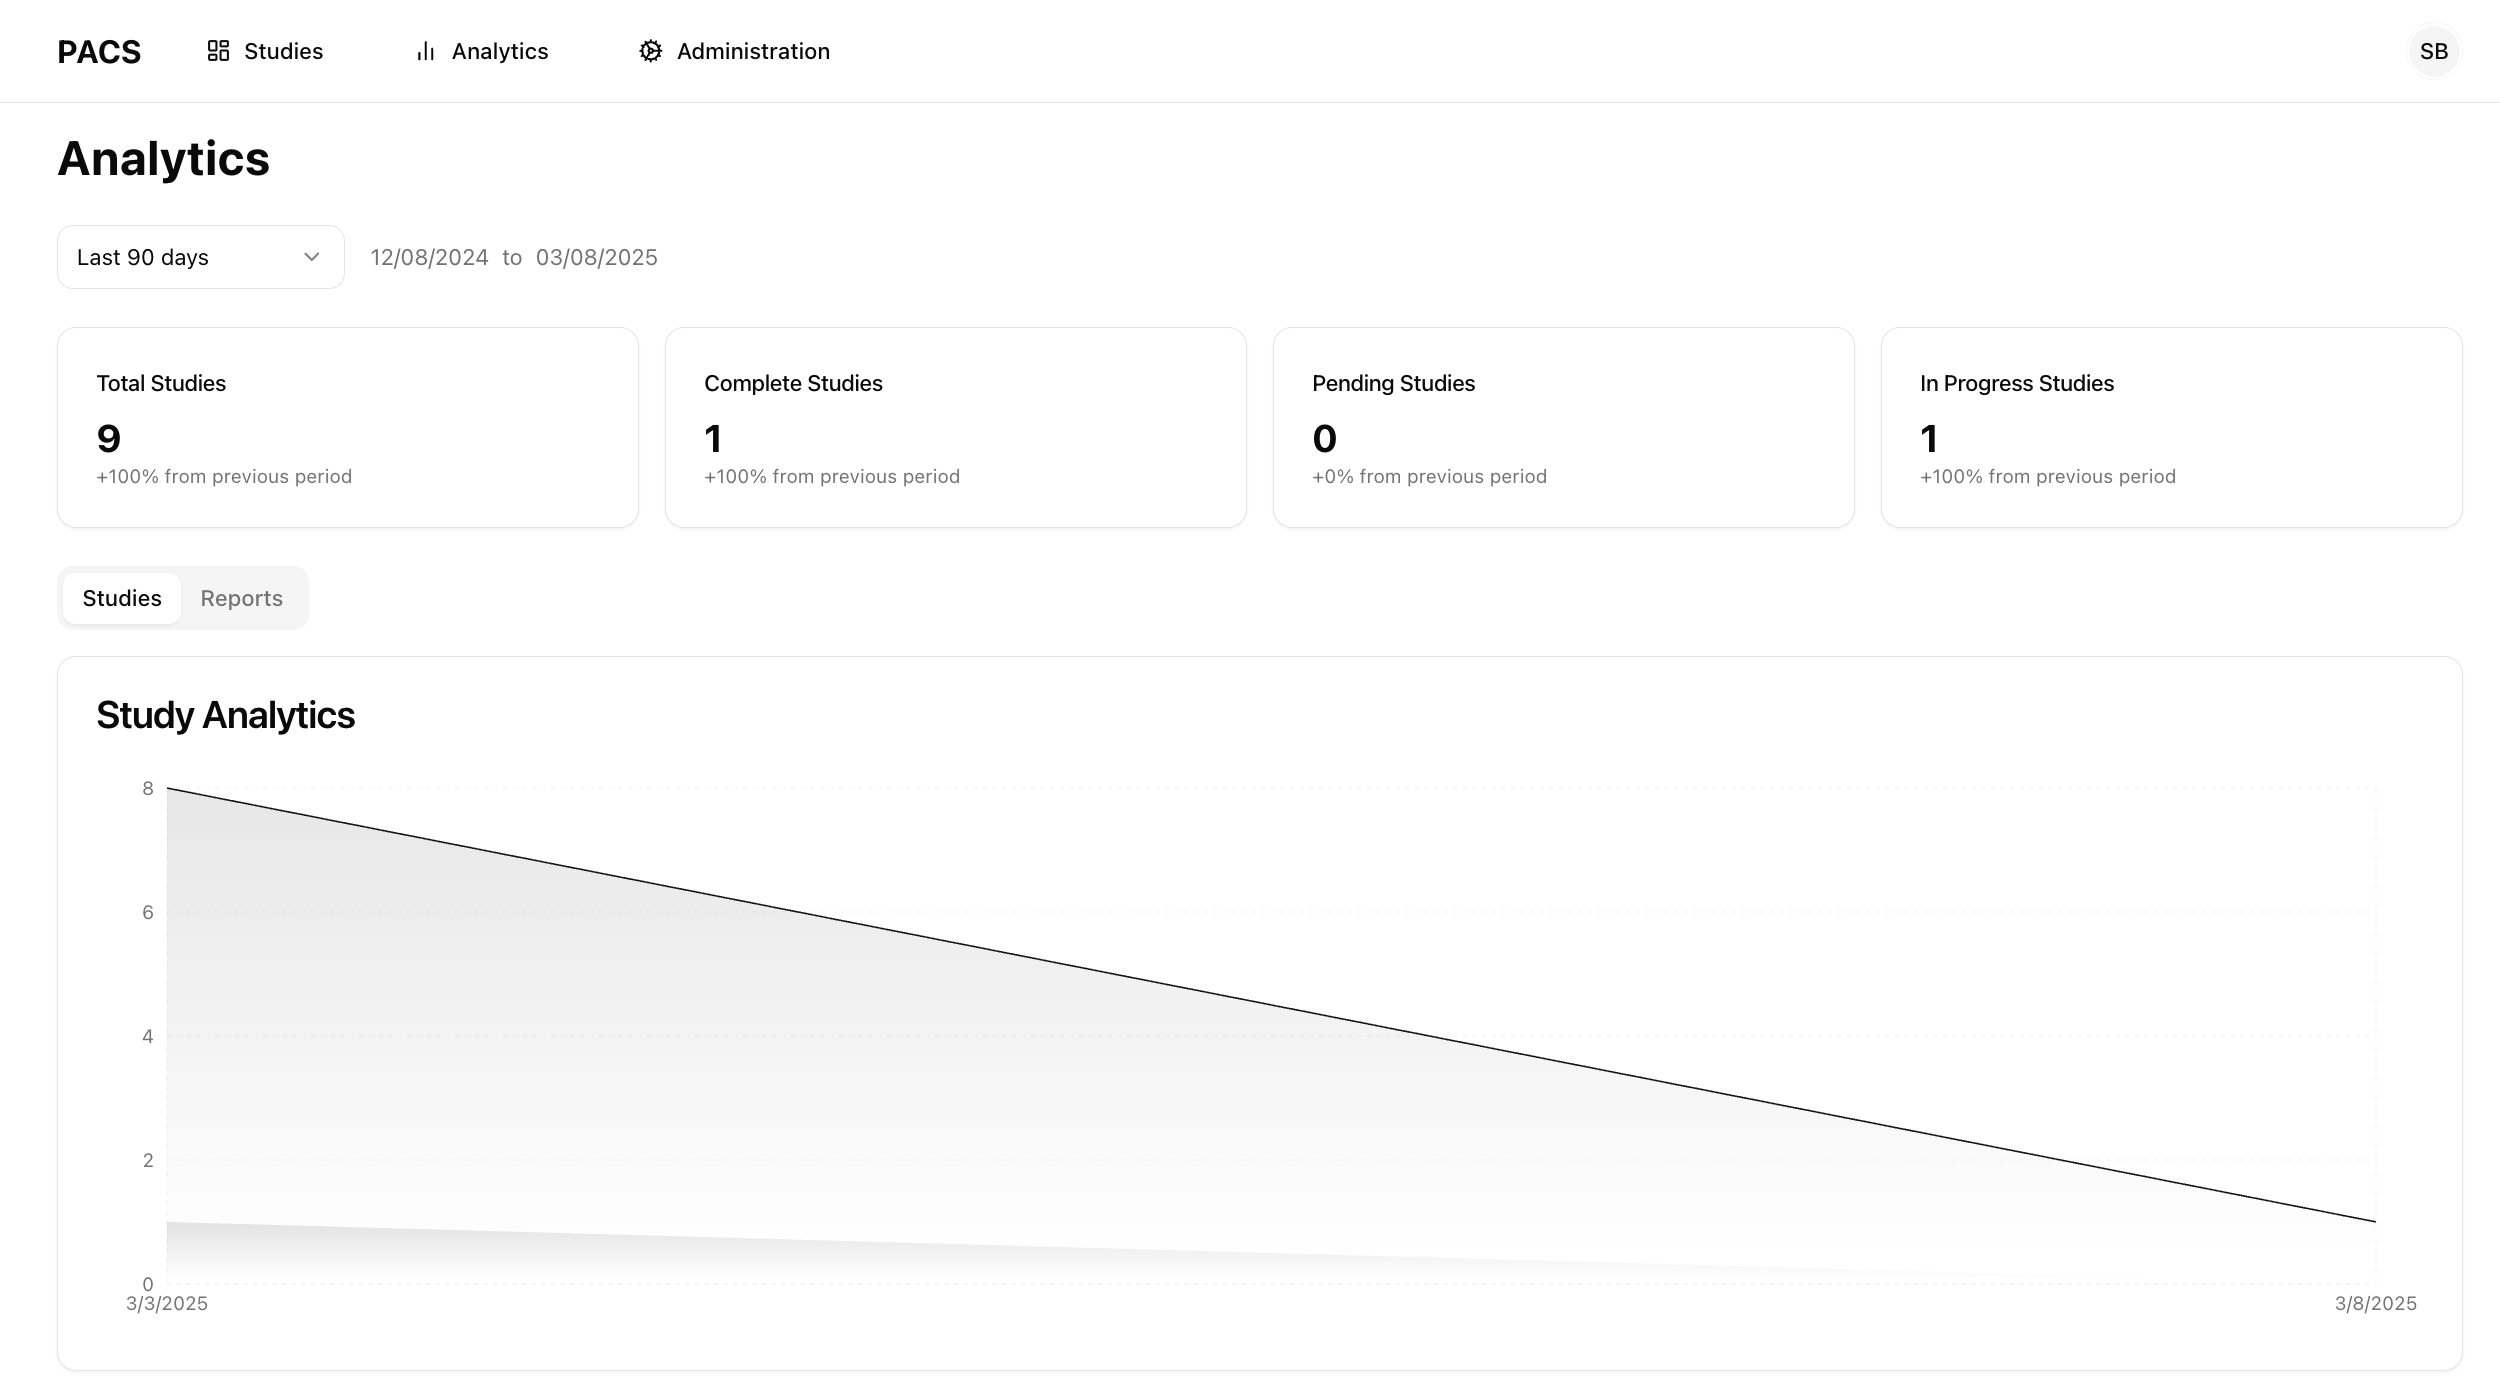 PACS Studies Analytics Administration SB
Analytics
Last 90 days 12/08/2024 to 03/08/2025
Total Studies
9
+100% from previous period
Complete Studies
1
+100% from previous period
Pending Studies
0
+0% from previous period
In Progress Studies
1
+100% from previous period
Studies Reports
Study Analytics
8
6
4
2
0
3/3/2025 3/8/2025